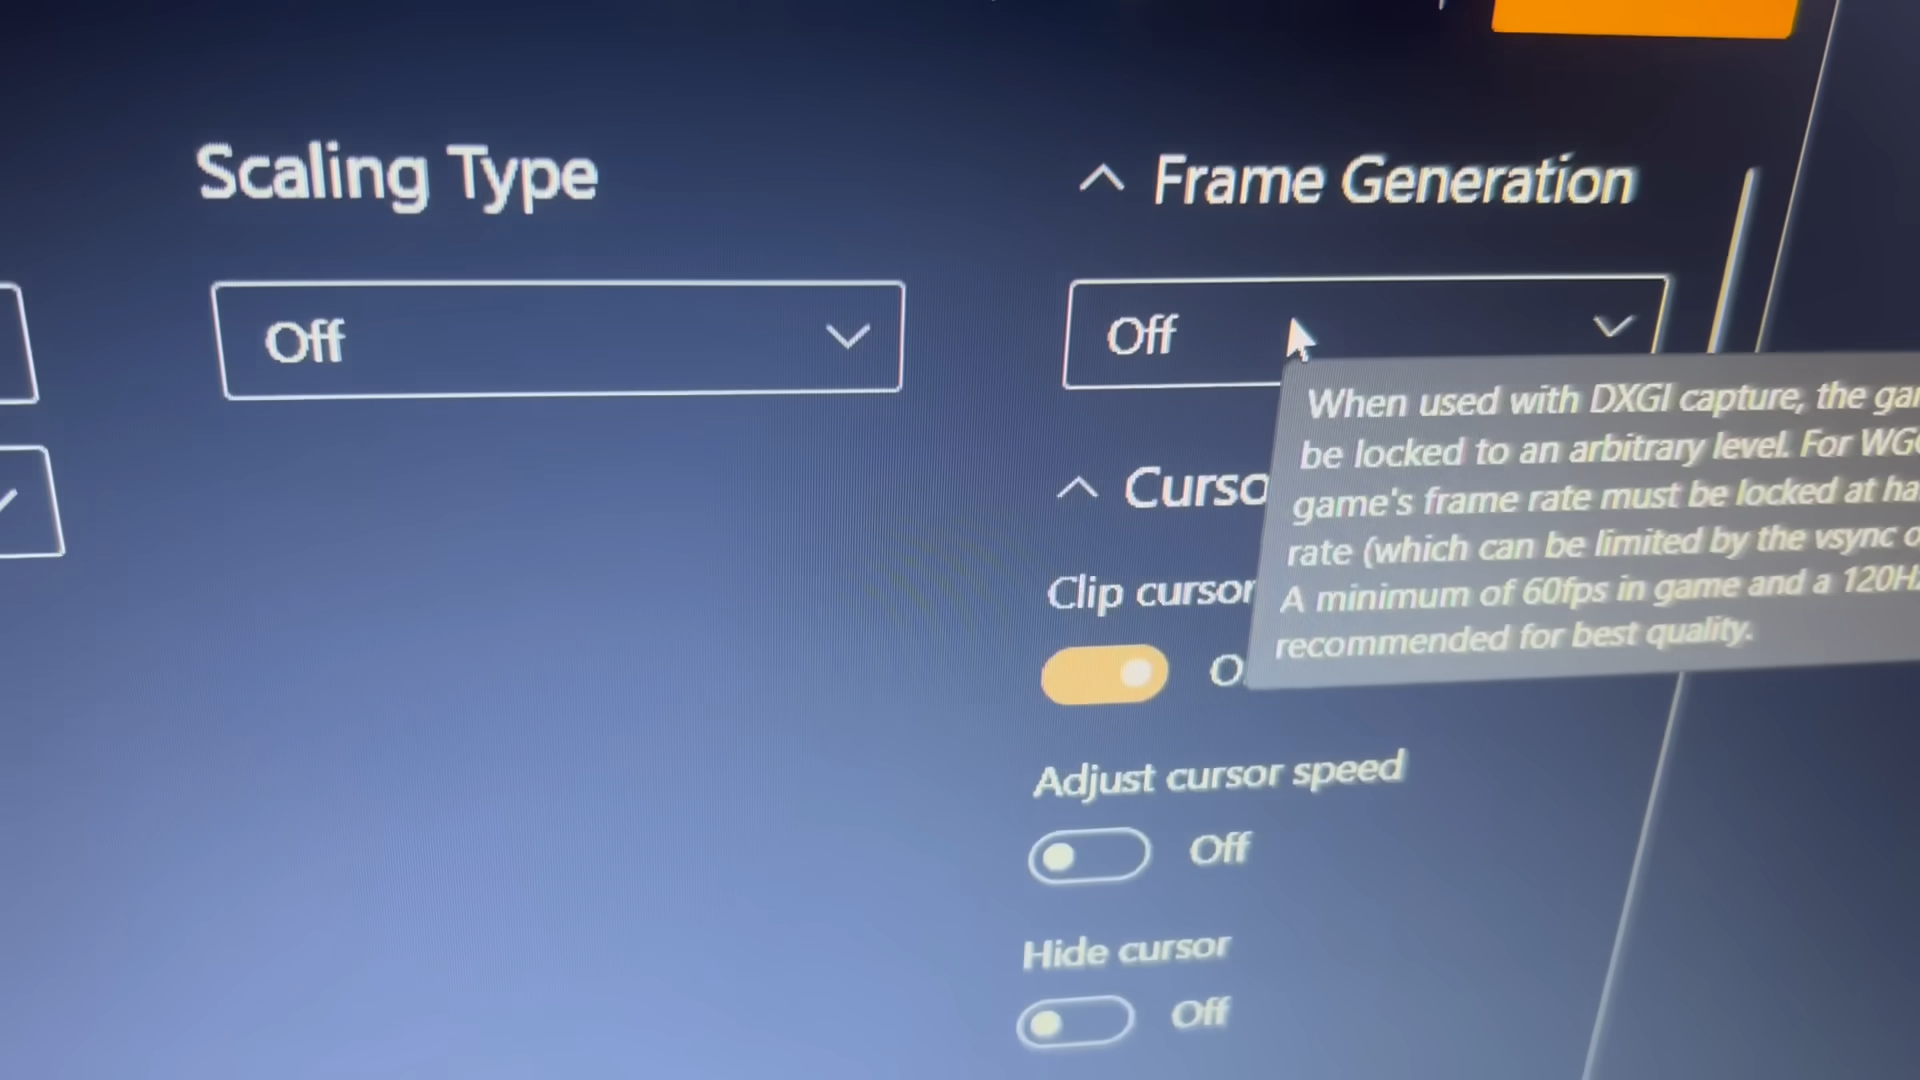 Scaling Type
Off
Frame Generation
Off
When used with DXGI capture, the
be locked to an arbitrary level. For
game's frame rate must be locked at
rate (which can be limited by the vsync
A minimum of 60fps in game and a
recommended for best quality.
Clip cursor
Adjust cursor speed
Off
Hide cursor
Off